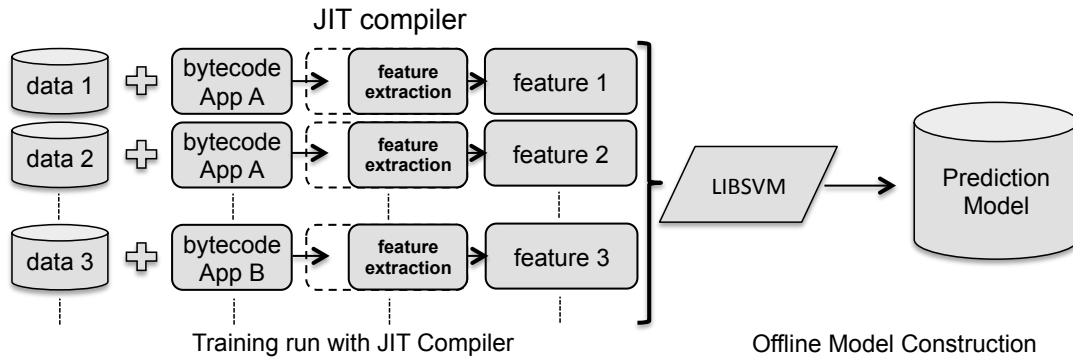 JIT compiler
data 1
bytecode
App A
feature
extraction
feature 1
data 2
bytecode
App A
feature
extraction
feature 2
LIBSVM
Prediction
Model
data 3
bytecode
App B
feature
extraction
feature 3
Training run with JIT Compiler
Offline Model Construction